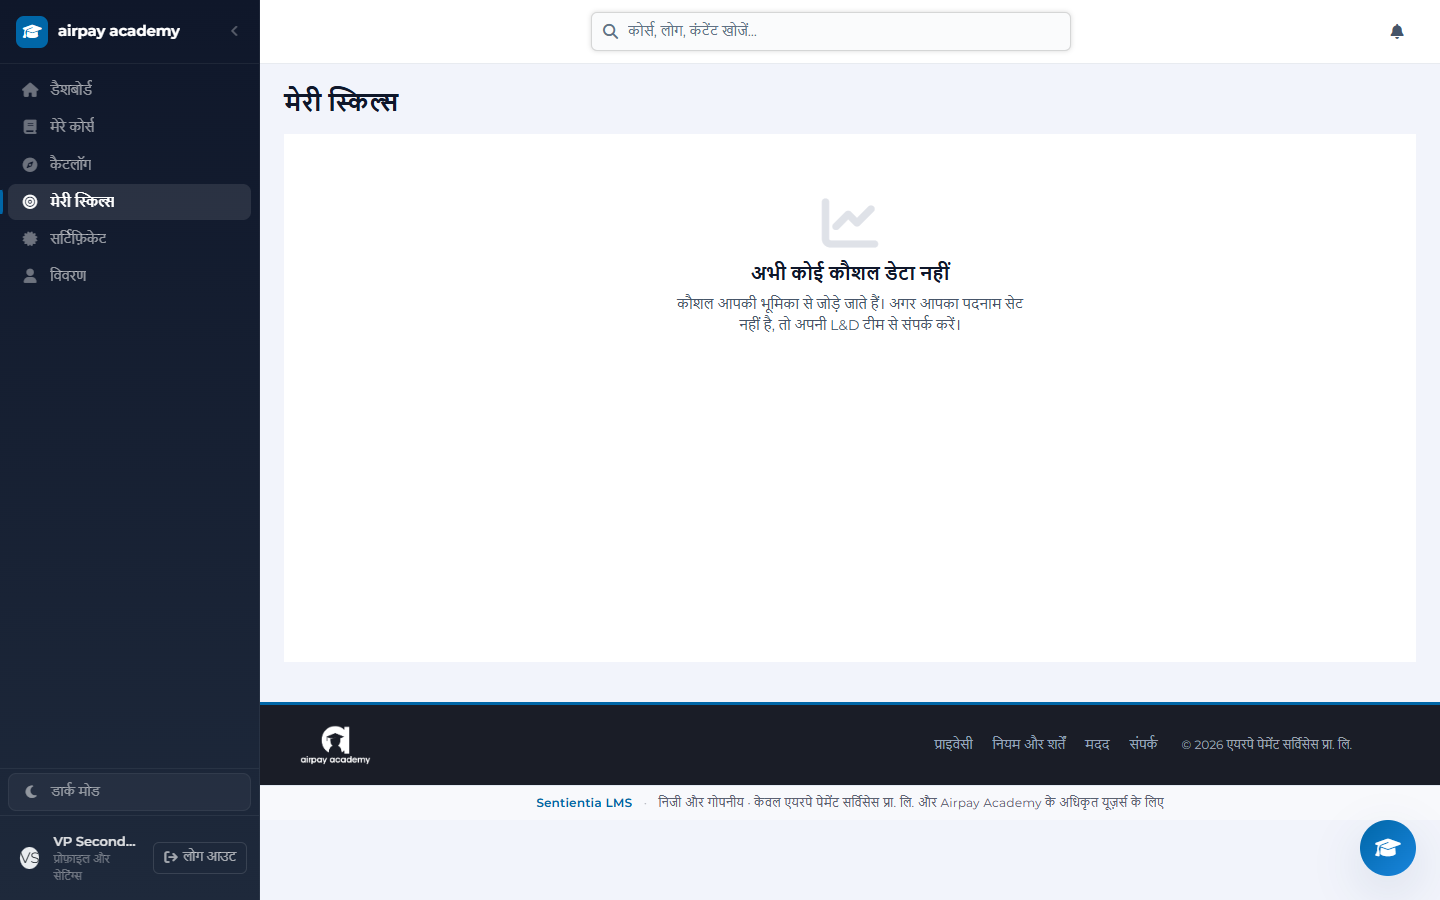 airpay academy
डैशबोर्ड
मेरे कोर्स
कैटलॉग
मेरी स्किल्स
सर्टिफ़िकेट
विवरण
डार्क मोड
VS
VP Second...
प्रोफ़ाइल और
सेटिंग्स
लोग आउट
कोर्स, लोग, कंटेंट खोजें...
मेरी स्किल्स
अभी कोई कौशल डेटा नहीं
कौशल आपकी भूमिका से जोड़े जाते हैं। अगर आपका पदनाम सेट
नहीं है, तो अपनी L&D टीम से संपर्क करें।
airpay academy
प्राइवेसी नियम और शर्तें मदद संपर्क © 2026 एयरपे पेमेंट सर्विसेस प्रा. लि.
Sentientia LMS · निजी और गोपनीय · केवल एयरपे पेमेंट सर्विसेस प्रा. लि. और Airpay Academy के अधिकृत यूज़र्स के लिए